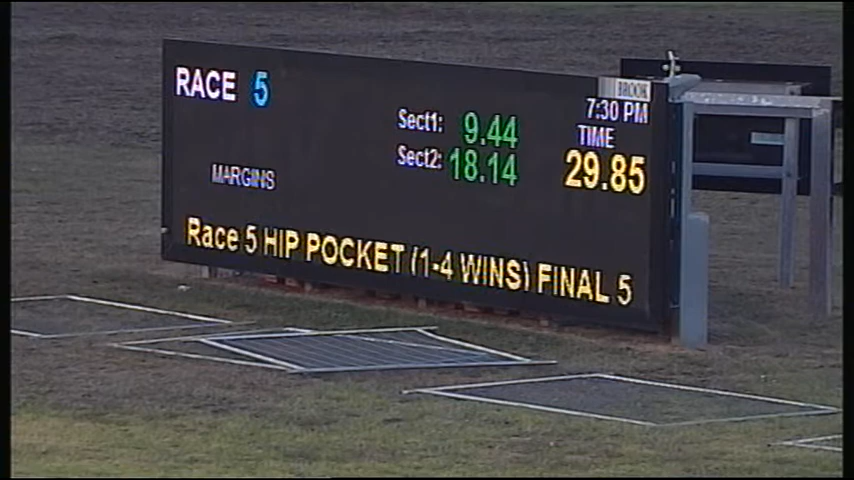 BROOK
RACE 5
7:30 PM
Sect1: 9.44
TIME
Sect2: 18.14
29.85
MARGINS
Race 5 HIP POCKET (1-4 WINS) FINAL 5